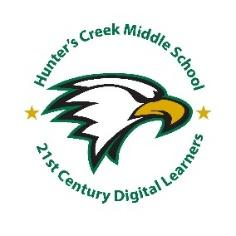 Hunter's Creek Middle School
21st Century Digital Learners